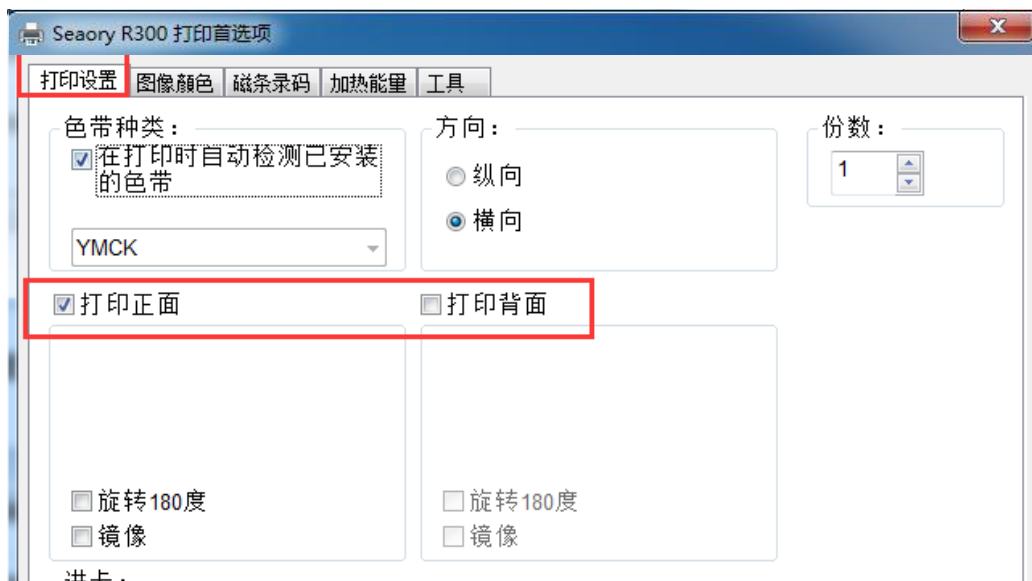 Seaory R300 打印首选项
打印设置 图像顏色 磁条录码 加热能量 工具
色带种类：
在打印时自动检测已安装
的色带
YMCK
方向：
纵向
横向
份数：
1
打印正面
打印背面
旋转180度
镜像
旋转180度
镜像
进卡：